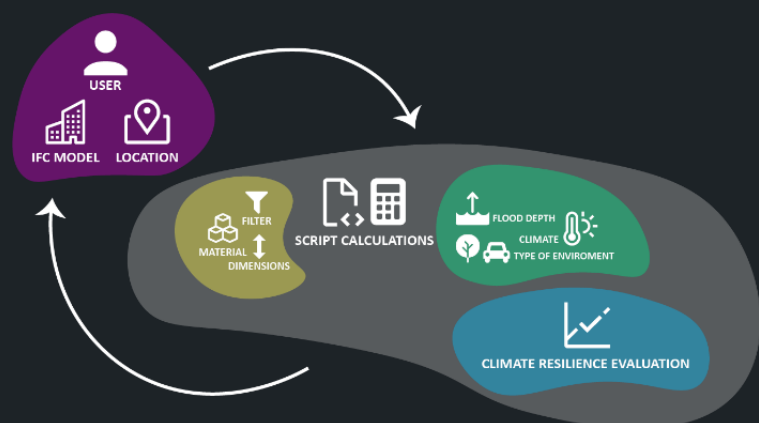 USER
IFC MODEL
LOCATION
FILTER
MATERIAL
DIMENSIONS
SCRIPT CALCULATIONS
FLOOD DEPTH
CLIMATE
TYPE OF ENVIROMENT
CLIMATE RESILIENCE EVALUATION